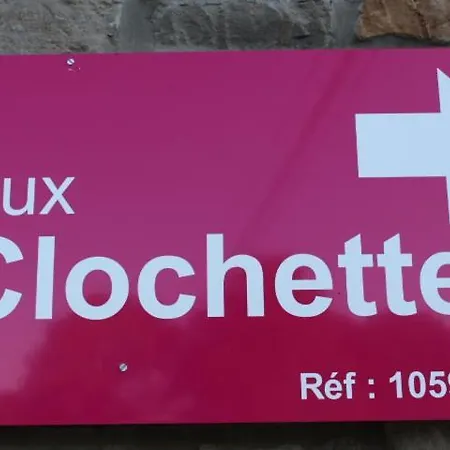 ux
Clochette
Réf : 1059